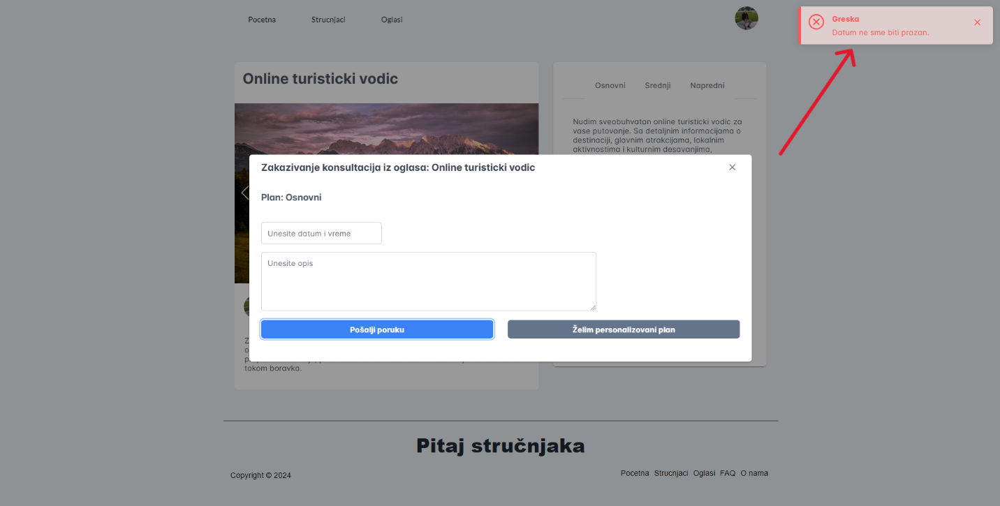 Pocetna Strucnjaci Oglasi
Greska
Datum ne sme biti prazan.
Online turisticki vodic
Osnovni Srednji Napredni
Nudim sveobuhvatan online turisticki vodic za
vase putovanje. Sa detaljnim informacijama o
destinaciji, glavnim atrakcijama, lokalnim
aktivnostima i kulturnim desavanjima,
Zakazivanje konsultacija iz oglasa: Online turisticki vodic
Plan: Osnovni
Unesite datum i vreme
Unesite opis
Pošalji poruku
Želim personalizovani plan
tokom boravka.
Pitaj stručnjaka
Copyright © 2024
Pocetna Strucnjaci Oglasi FAQ O nama